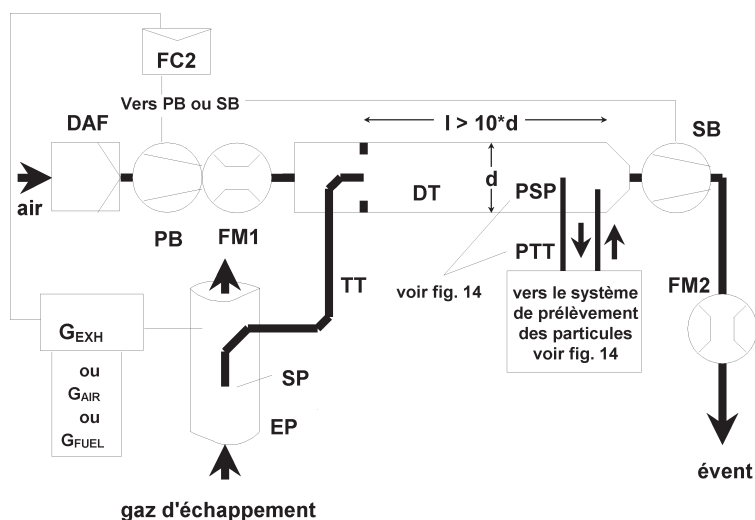 FC2
Vers PB ou SB
DAF
l > 10*d
SB
air
PB
FM1
d
DT
PSP
PTT
TT
voir fig. 14
vers le système
de prélèvement
des particules
voir fig. 14
FM2
GEXH
ou
GAIR
ou
GFUEL
SP
EP
évent
gaz d'échappement